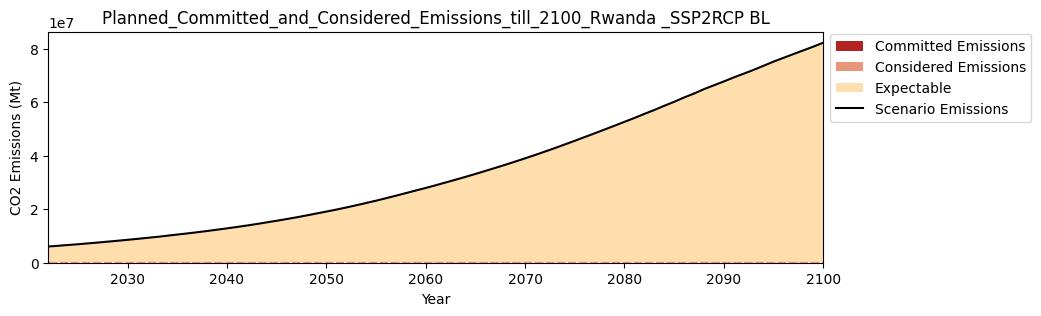 Planned_Committed_and_Considered_Emissions_till_2100_Rwanda _SSP2RCP BL
1e7
8
6
4
2
0
CO2 Emissions (Mt)
2030 2040 2050 2060 2070 2080 2090 2100
Year
Committed Emissions
Considered Emissions
Expectable
Scenario Emissions